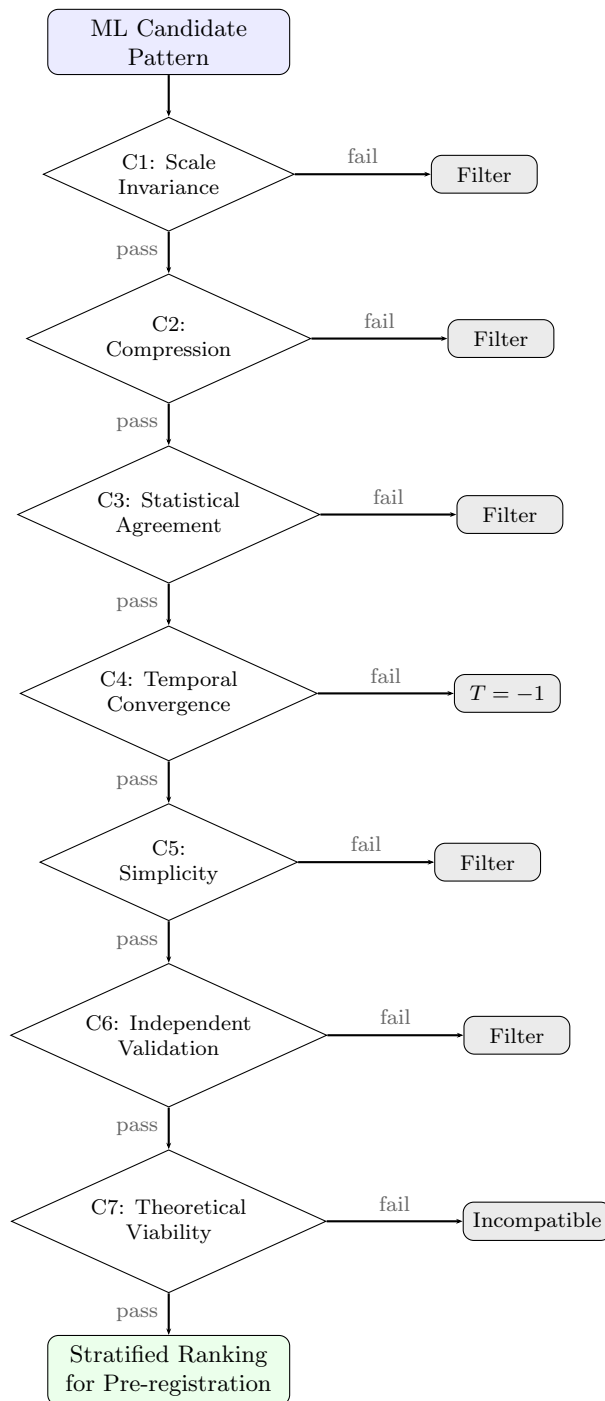 ML Candidate
Pattern
C1: Scale
Invariance
fail
Filter
pass
C2:
Compression
fail
Filter
pass
C3: Statistical
Agreement
fail
Filter
pass
C4: Temporal
Convergence
fail
T = −1
pass
C5:
Simplicity
fail
Filter
pass
C6: Independent
Validation
fail
Filter
pass
C7: Theoretical
Viability
fail
Incompatible
pass
Stratified Ranking
for Pre-registration